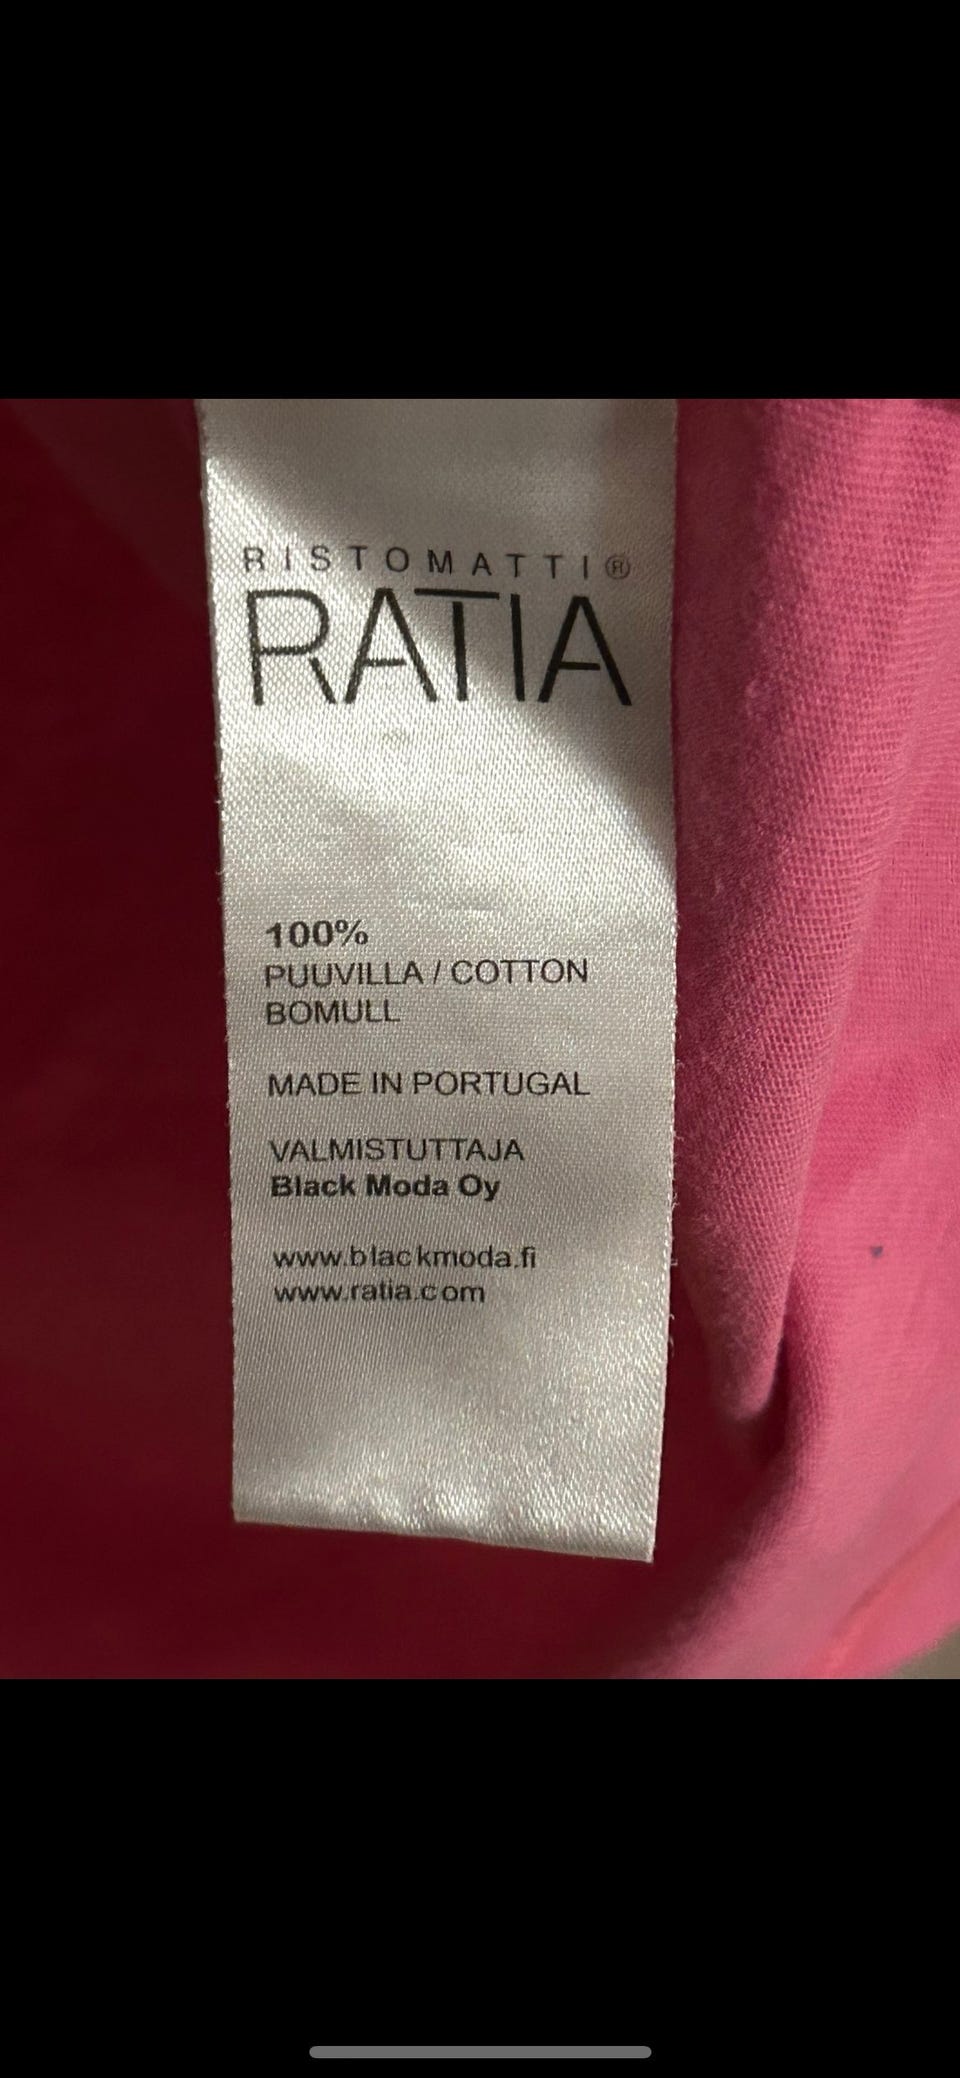 RISTOMATTI®
RATIA
100%
PUUVILLA / COTTON
BOMULL
MADE IN PORTUGAL
VALMISTUTTAJA
Black Moda Oy
www.blackmoda.fi
www.ratia.com